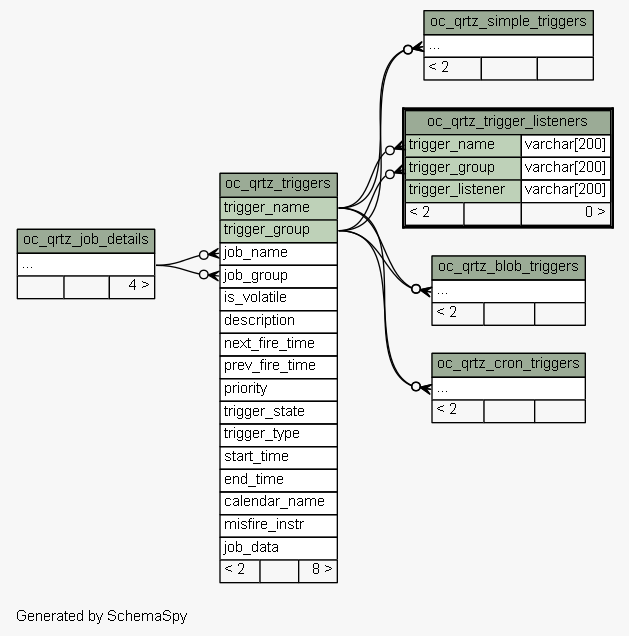 oc_qrtz_simple_triggers
...
< 2
oc_qrtz_trigger_listeners
trigger_name varchar[200]
trigger_group varchar[200]
trigger_listener varchar[200]
< 2 0 >
oc_qrtz_triggers
trigger_name
trigger_group
job_name
job_group
is_volatile
description
next_fire_time
prev_fire_time
priority
trigger_state
trigger_type
start_time
end_time
calendar_name
misfire_instr
job_data
< 2 8 >
oc_qrtz_job_details
...
4 >
oc_qrtz_blob_triggers
...
< 2
oc_qrtz_cron_triggers
...
< 2
Generated by SchemaSpy